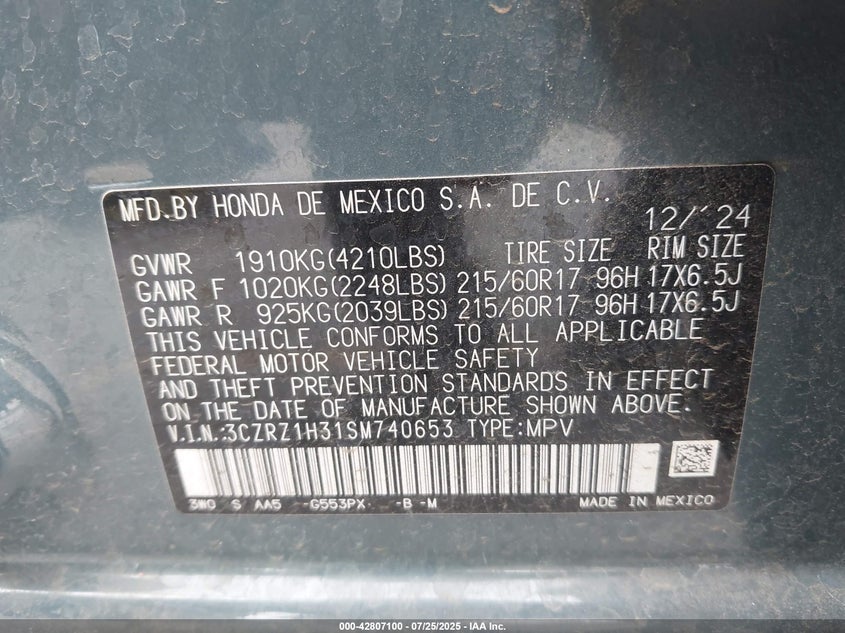 MFD.BY HONDA DE MEXICO S.A. DE C.V.
12/'24
GVWR 1910KG(4210LBS) TIRE SIZE RIM SIZE
GAWR F 1020KG(2248LBS) 215/60R17 96H 17X6.5J
GAWR R 925KG(2039LBS) 215/60R17 96H 17X6.5J
THIS VEHICLE CONFORMS TO ALL APPLICABLE
FEDERAL MOTOR VEHICLE SAFETY
AND THEFT PREVENTION STANDARDS IN EFFECT
ON THE DATE OF MANUFACTURE SHOWN ABOVE.
V.I.N.:3CZRZ1H31SM740653 TYPE:MPV
3W0 S AA5 -G553PX -B -M MADE IN MEXICO
000-42807100 - 07/25/2025 - IAA Inc.